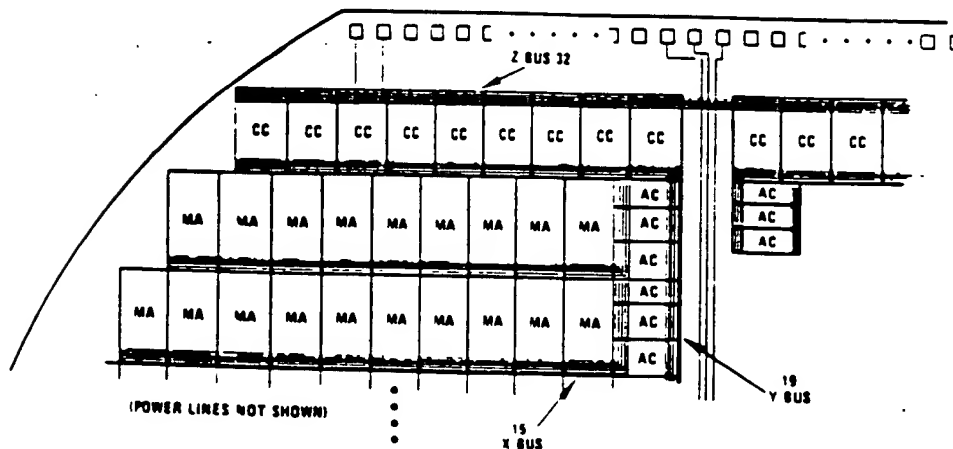 Z BUS 32
CC CC CC CC CC CC CC CC CC CC CC CC
MA MA MA MA MA MA MA MA MA AC AC
AC AC
AC AC
MA MA MA MA MA MA MA MA MA MA AC
AC
AC
19
Y BUS
(POWER LINES NOT SHOWN)
15
X BUS